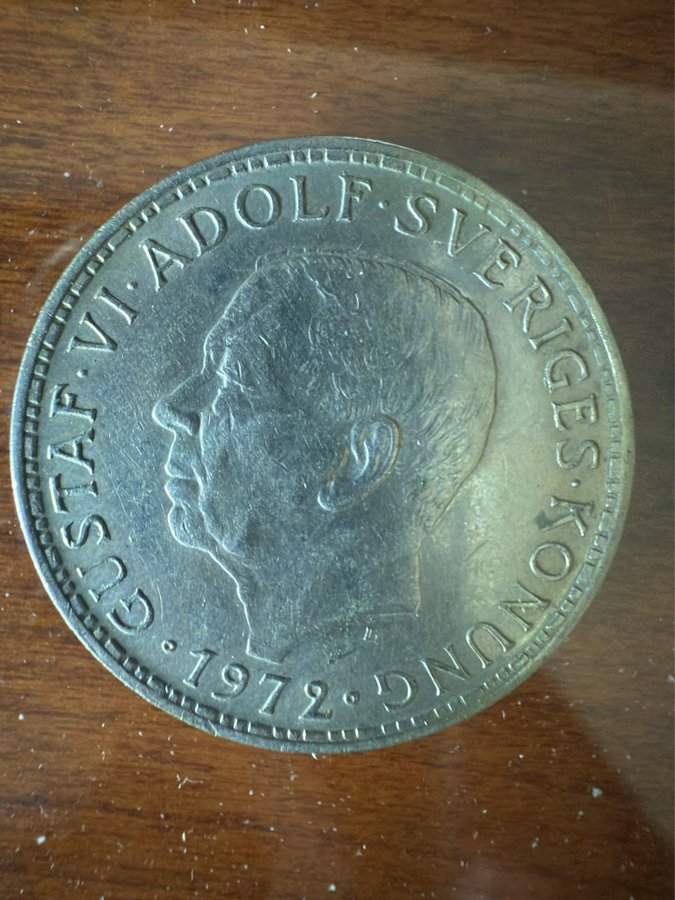 GUSTAF · VI · ADOLF · SVERIGES · KONUNG
· 1972 ·